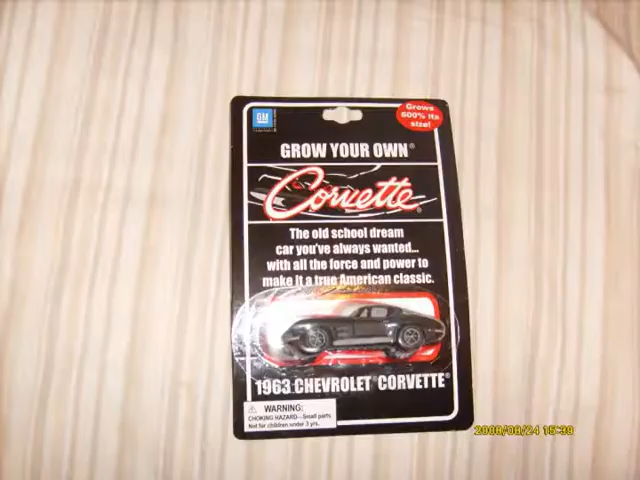 GM
Grows
600% its
size!
GROW YOUR OWN®
Corvette®
The old school dream
car you've always wanted...
with all the force and power to
make it a true American classic.
1963 CHEVROLET® CORVETTE®
WARNING:
CHOKING HAZARD—Small parts
Not for children under 3 yrs.
2008/08/24 15:39